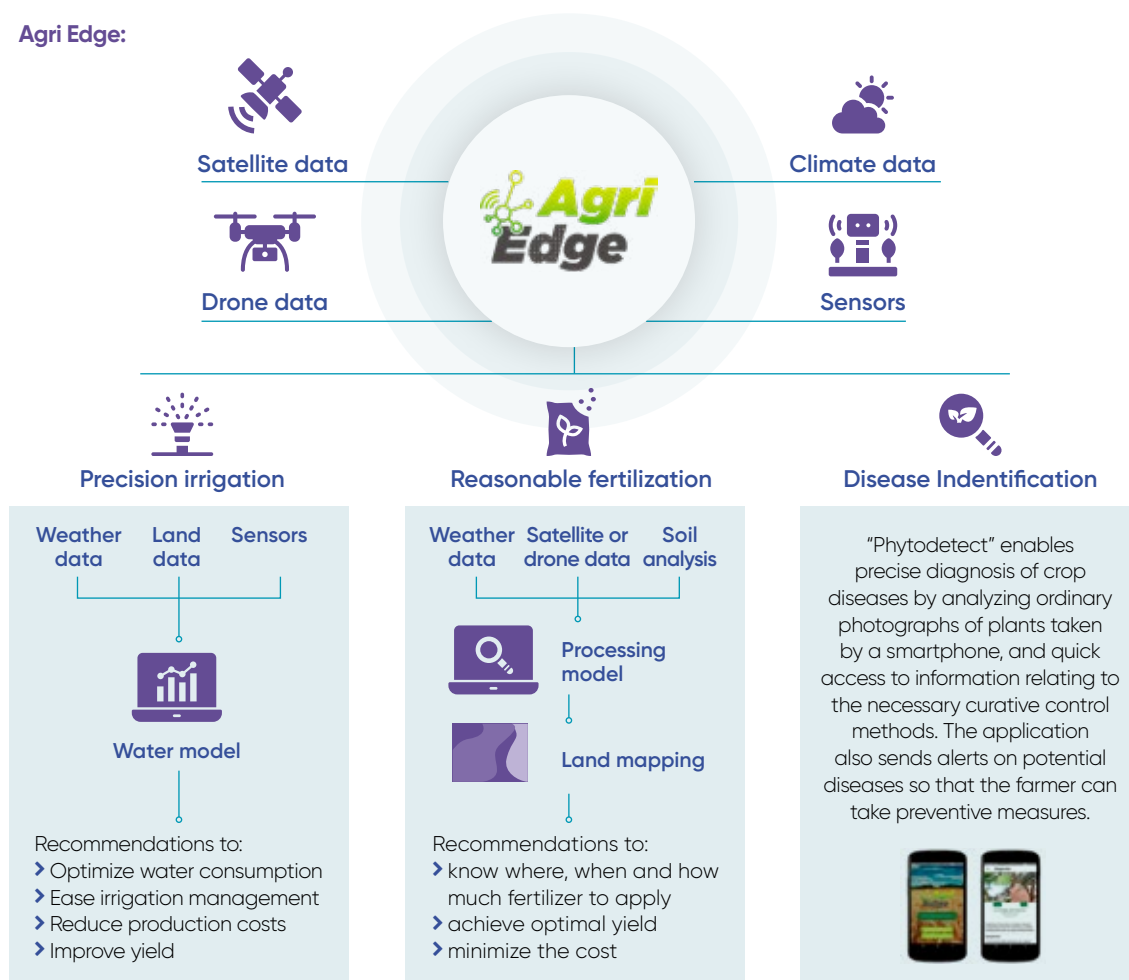 Agri Edge:
Satellite data
Climate data
Agri
Edge
Drone data
Sensors
Precision irrigation
Reasonable fertilization
Disease Indentification
Weather
data
Land
data
Sensors
Water model
Recommendations to:
Optimize water consumption
Ease irrigation management
Reduce production costs
Improve yield
Weather
data
Satellite or
drone data
Soil
analysis
Processing
model
Land mapping
Recommendations to:
know where, when and how
much fertilizer to apply
achieve optimal yield
minimize the cost
"Phytodetect" enables
precise diagnosis of crop
diseases by analyzing ordinary
photographs of plants taken
by a smartphone, and quick
access to information relating to
the necessary curative control
methods. The application
also sends alerts on potential
diseases so that the farmer can
take preventive measures.